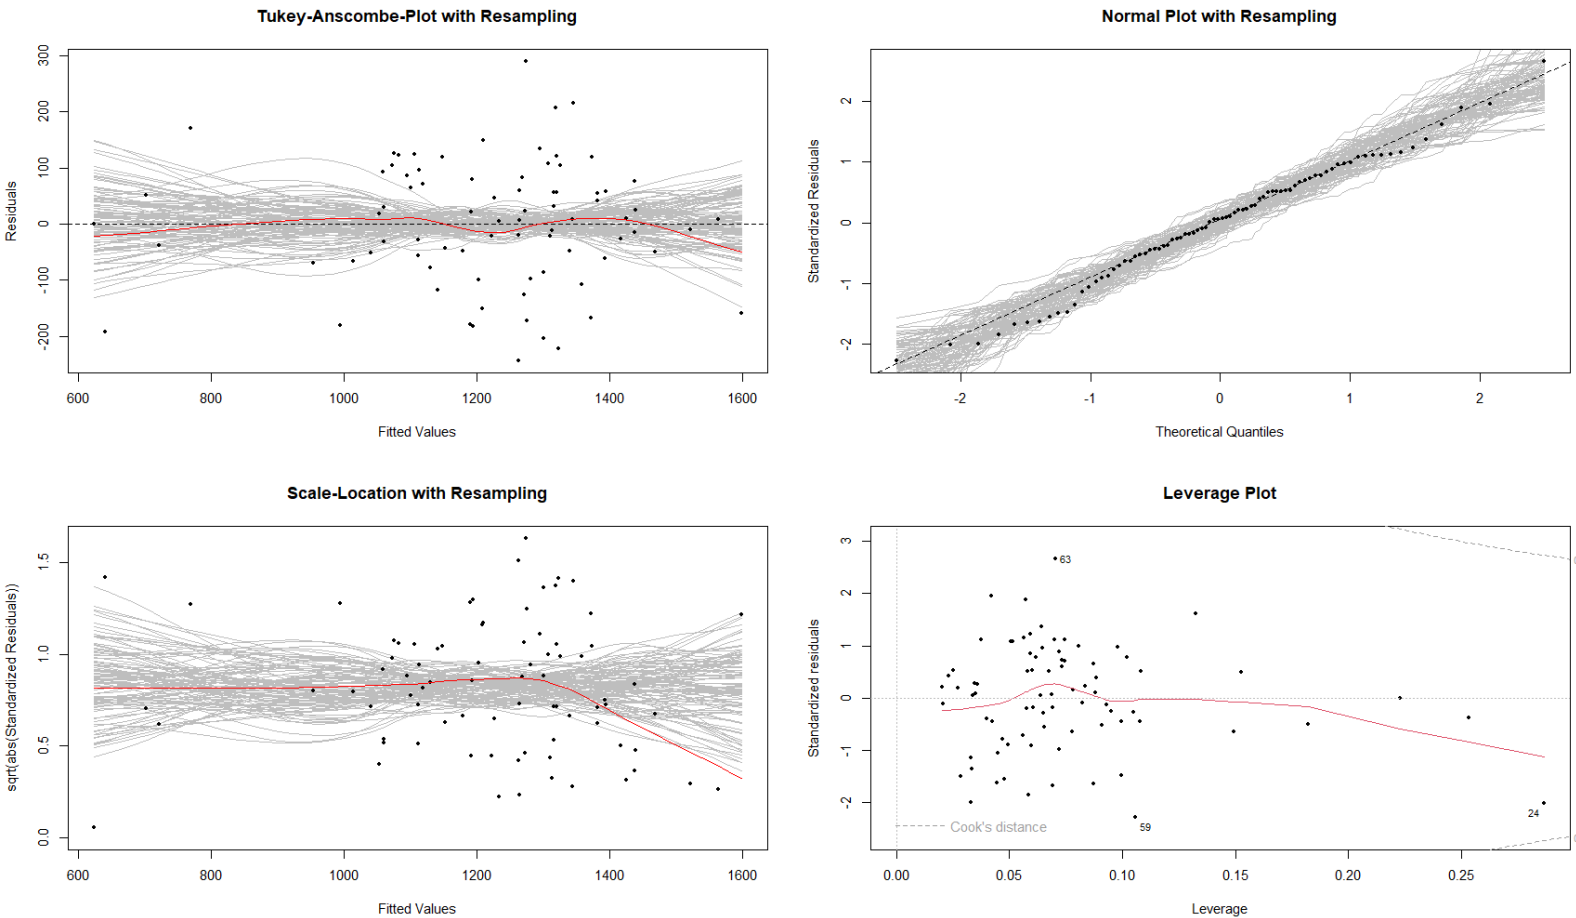 Tukey-Anscombe-Plot with Resampling
Residuals
300
200
100
0
-100
-200
600 800 1000 1200 1400 1600
Fitted Values
Normal Plot with Resampling
Standardized Residuals
2
1
0
-1
-2
-2 -1 0 1 2
Theoretical Quantiles
Scale-Location with Resampling
sqrt(abs(Standardized Residuals))
1.5
1.0
0.5
0.0
600 800 1000 1200 1400 1600
Fitted Values
Leverage Plot
Standardized residuals
3
2
1
0
-1
-2
63
59
24
Cook's distance
0.00 0.05 0.10 0.15 0.20 0.25
Leverage